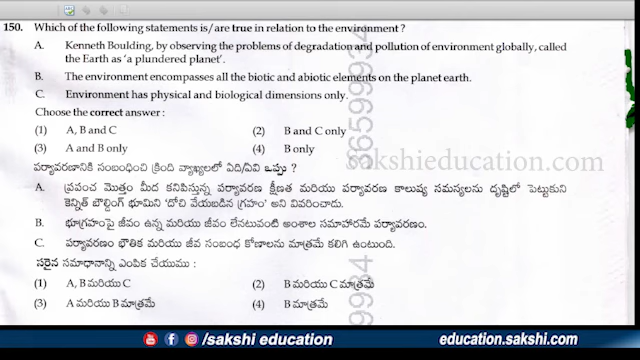 150. Which of the following statements is/are true in relation to the environment ?
A. Kenneth Boulding, by observing the problems of degradation and pollution of environment globally, called
the Earth as 'a plundered planet'.
B. The environment encompasses all the biotic and abiotic elements on the planet earth.
C. Environment has physical and biological dimensions only.
Choose the correct answer :
(1) A, B and C (2) B and C only
(3) A and B only (4) B only
sakshieducation.com
పర్యావరణానికి సంబంధించి క్రింది వ్యాఖ్యలలో ఏది/ఏవి ఒప్పు ?
A. ప్రపంచ మొత్తం మీద కనిపిస్తున్న పర్యావరణ క్షీణత మరియు పర్యావరణ కాలుష్య సమస్యలను దృష్టిలో పెట్టుకుని
కెన్నెత్ బౌల్డింగ్ భూమిని 'దోచి వేయబడిన గ్రహం' అని వివరించాడు.
B. భూగ్రహంపై జీవం ఉన్న మరియు జీవం లేనటువంటి అంశాల సమాహారమే పర్యావరణం.
C. పర్యావరణం భౌతిక మరియు జీవ సంబంధ కోణాలను మాత్రమే కలిగి ఉంటుంది.
సరైన సమాధానాన్ని ఎంపిక చేయుము :
(1) A, B మరియు C (2) B మరియు C మాత్రమే
(3) A మరియు B మాత్రమే (4) B మాత్రమే
/sakshi education education.sakshi.com